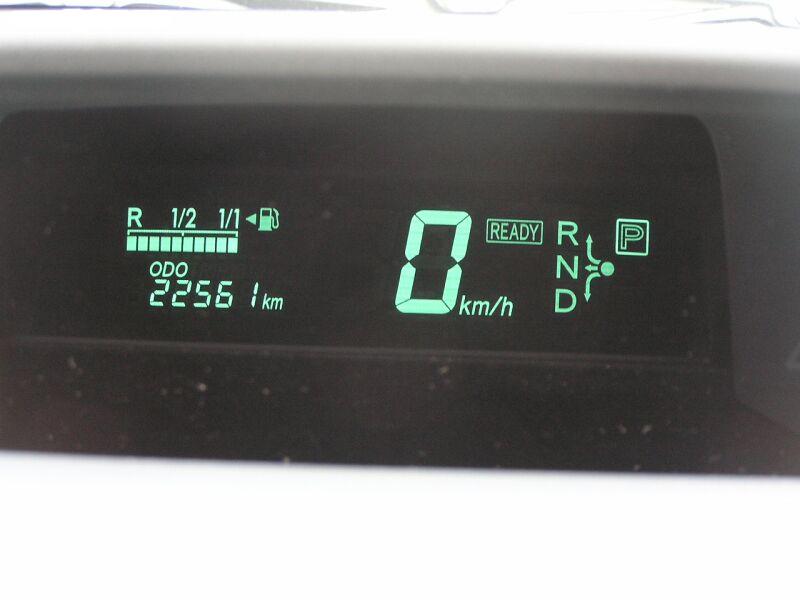 R 1/2 1/1
ODO
22561 km
0 km/h
READY
R
N
D
P